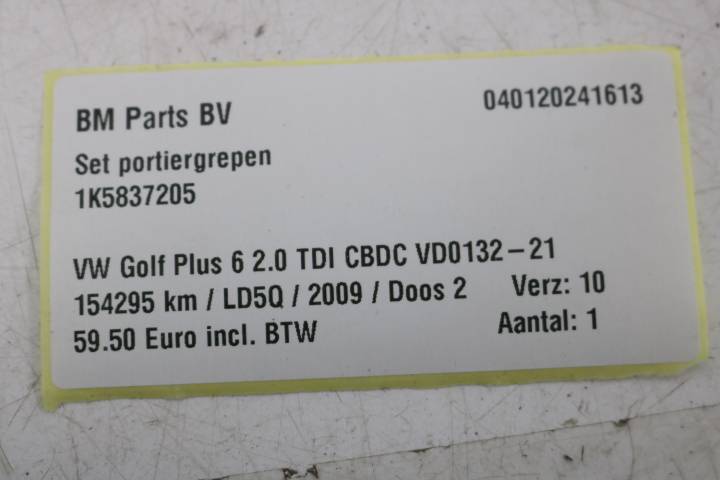 BM Parts BV 040120241613
Set portiergrepen
1K5837205
VW Golf Plus 6 2.0 TDI CBDC VD0132-21
154295 km / LD5Q / 2009 / Doos 2 Verz: 10
59.50 Euro incl. BTW Aantal: 1